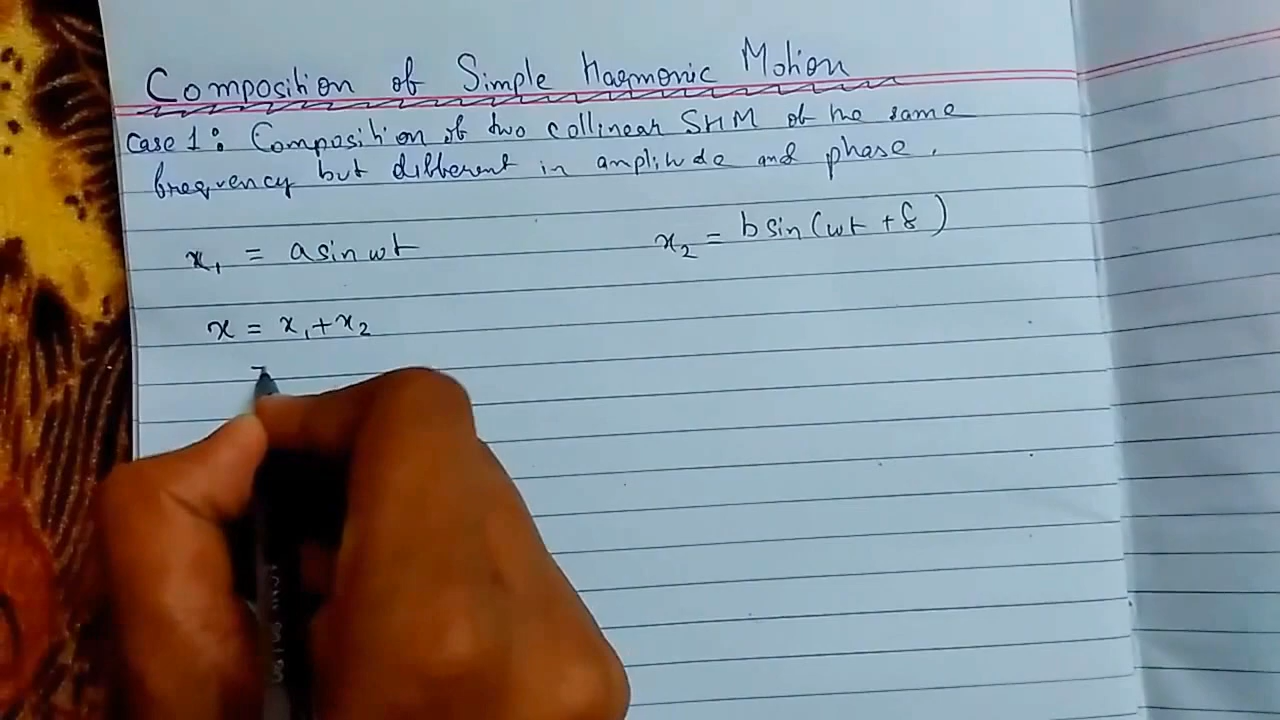 Composition of Simple Harmonic Motion
Case 1: Composition of two collinear SHM of the same
frequency but different in amplitude and phase.
x₁ = a sin ωt
x₂ = b sin (ωt + δ)
x = x₁ + x₂